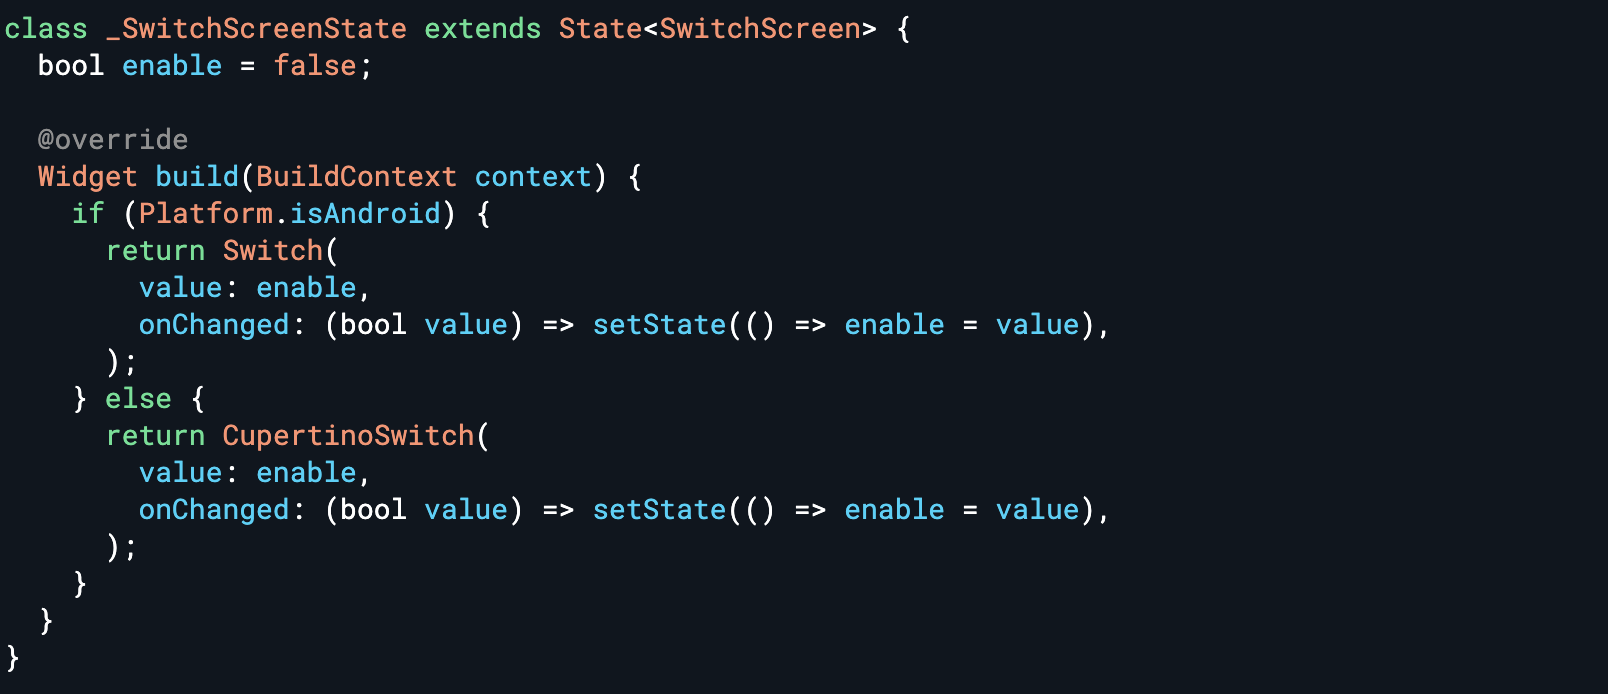 class _SwitchScreenState extends State<SwitchScreen> {
  bool enable = false;

  @override
  Widget build(BuildContext context) {
    if (Platform.isAndroid) {
      return Switch(
        value: enable,
        onChanged: (bool value) => setState(() => enable = value),
      );
    } else {
      return CupertinoSwitch(
        value: enable,
        onChanged: (bool value) => setState(() => enable = value),
      );
    }
  }
}